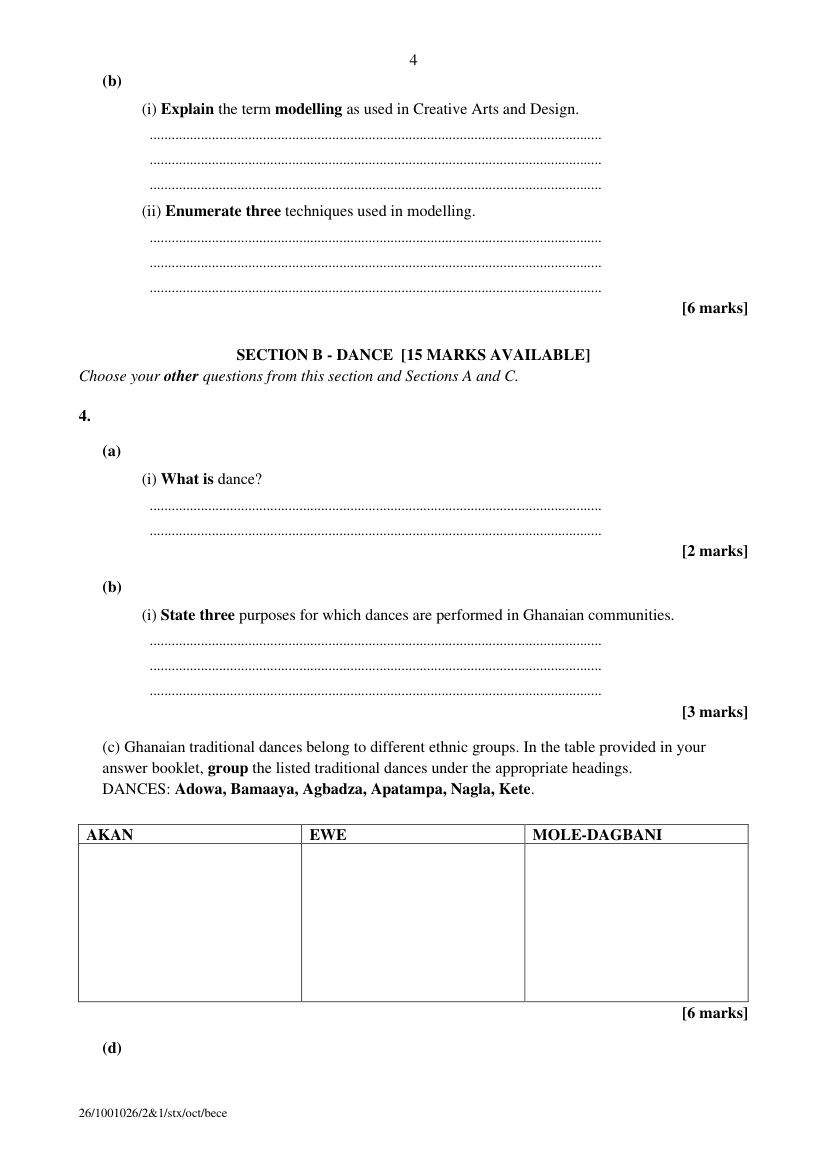 4
(b)
(i) Explain the term modelling as used in Creative Arts and Design.
................................................................................................................................
................................................................................................................................
................................................................................................................................
(ii) Enumerate three techniques used in modelling.
................................................................................................................................
................................................................................................................................
................................................................................................................................
[6 marks]
SECTION B - DANCE [15 MARKS AVAILABLE]
Choose your other questions from this section and Sections A and C.
4.
(a)
(i) What is dance?
................................................................................................................................
................................................................................................................................
[2 marks]
(b)
(i) State three purposes for which dances are performed in Ghanaian communities.
................................................................................................................................
................................................................................................................................
................................................................................................................................
[3 marks]
(c) Ghanaian traditional dances belong to different ethnic groups. In the table provided in your
answer booklet, group the listed traditional dances under the appropriate headings.
DANCES: Adowa, Bamaaya, Agbadza, Apatampa, Nagla, Kete.
AKAN EWE MOLE-DAGBANI
[6 marks]
(d)
26/1001026/2&1/stx/oct/bece